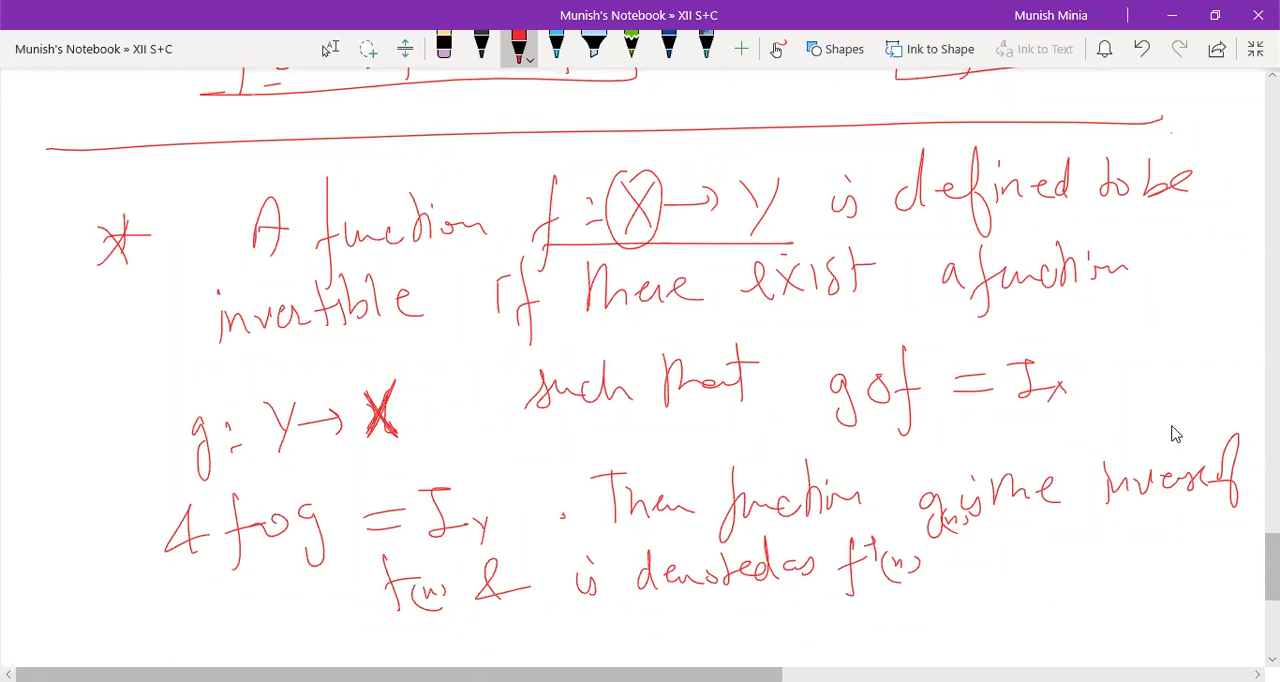 Munish's Notebook » XII S+C
Munish Minia
Munish's Notebook » XII S+C
Shapes
Ink to Shape
Ink to Text
* A function f : X → Y is defined to be
invertible if there exist a function
g : Y → X such that gof = Ix
& fog = Iy . Then function g(x) is the inverse of
f(x) & is denoted as f⁻¹(x)